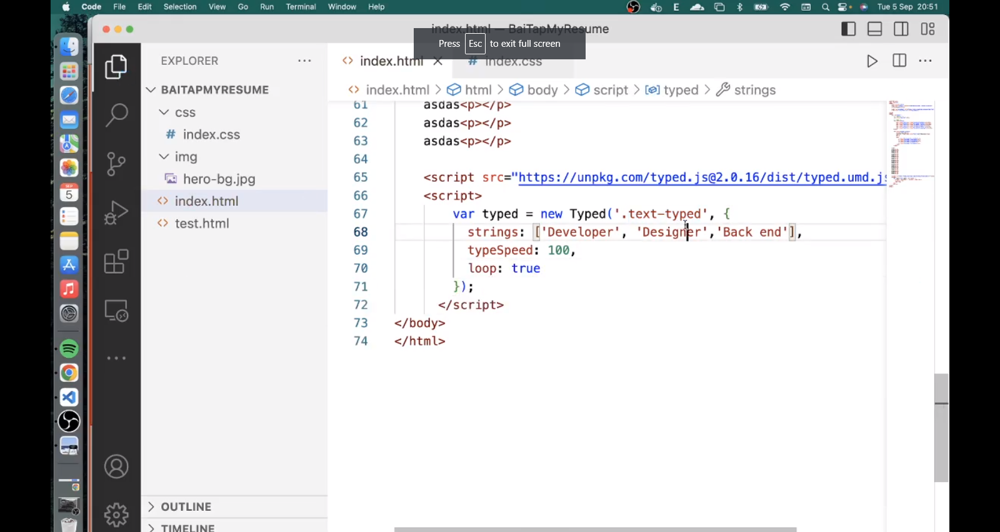 Code File Edit Selection View Go Run Terminal Window Help E Tue 5 Sep 20:51
index.html — BaiTapMyResume
Press Esc to exit full screen
EXPLORER
index.html
# index.css
BAITAPMYRESUME
index.html > html > body > script > typed > strings
css
# index.css
img
hero-bg.jpg
index.html
test.html
61 asdas<p></p>
62 asdas<p></p>
63 asdas<p></p>
64
65 <script src="https://unpkg.com/typed.js@2.0.16/dist/typed.umd.js
66 <script>
67 var typed = new Typed('.text-typed', {
68 strings: ['Developer', 'Designer','Back end'],
69 typeSpeed: 100,
70 loop: true
71 });
72 </script>
73 </body>
74 </html>
SEP
5
OUTLINE
TIMELINE